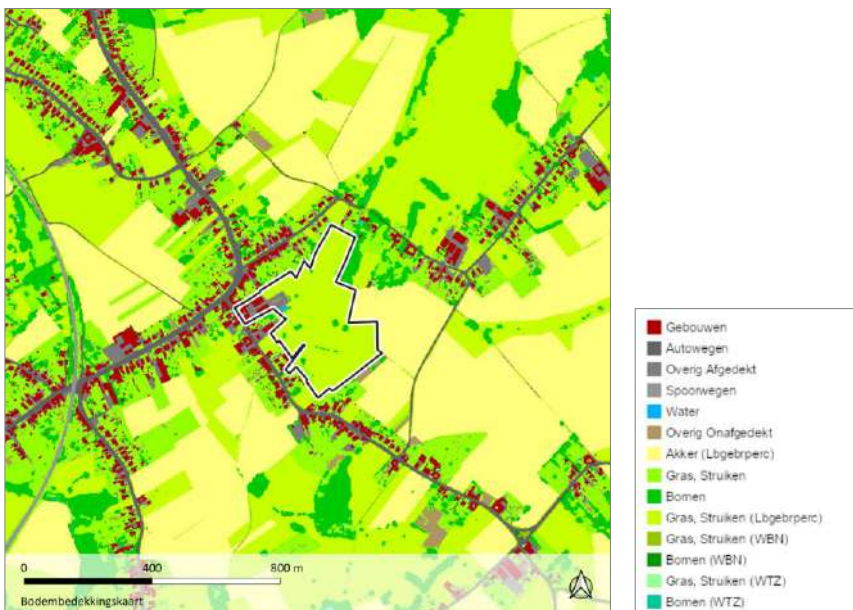 0 400 800 m
Bodembedekkingskaart
Gebouwen
Autowegen
Overig Afgedekt
Spoorwegen
Water
Overig Onafgedekt
Akker (Lbgebrperc)
Gras, Struiken
Bomen
Gras, Struiken (Lbgebrperc)
Gras, Struiken (WBN)
Bomen (WBN)
Gras, Struiken (WTZ)
Bomen (WTZ)